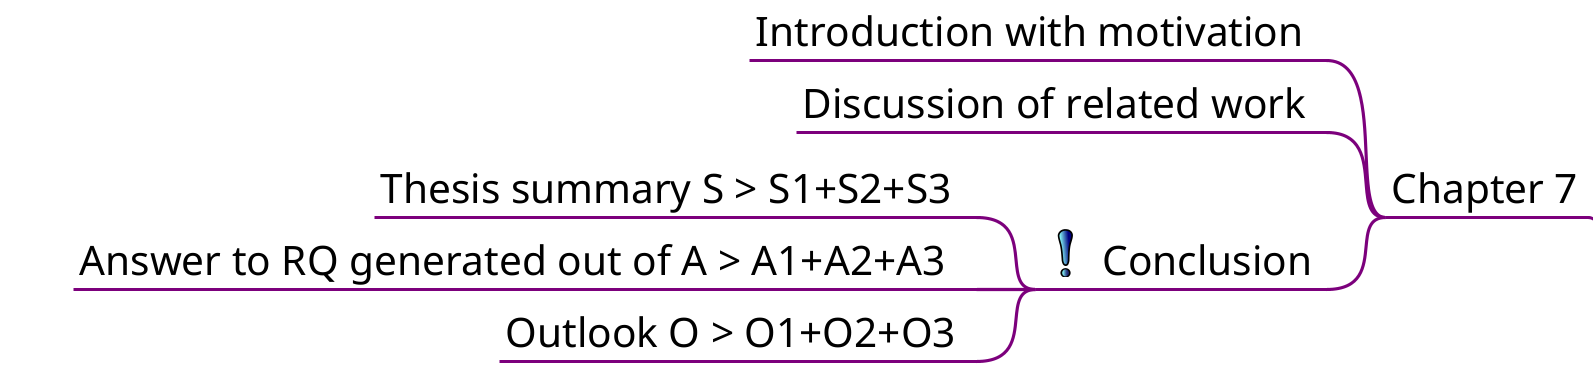 Introduction with motivation
Discussion of related work
Thesis summary S > S1+S2+S3
Chapter 7
Answer to RQ generated out of A > A1+A2+A3
Conclusion
Outlook O > O1+O2+O3